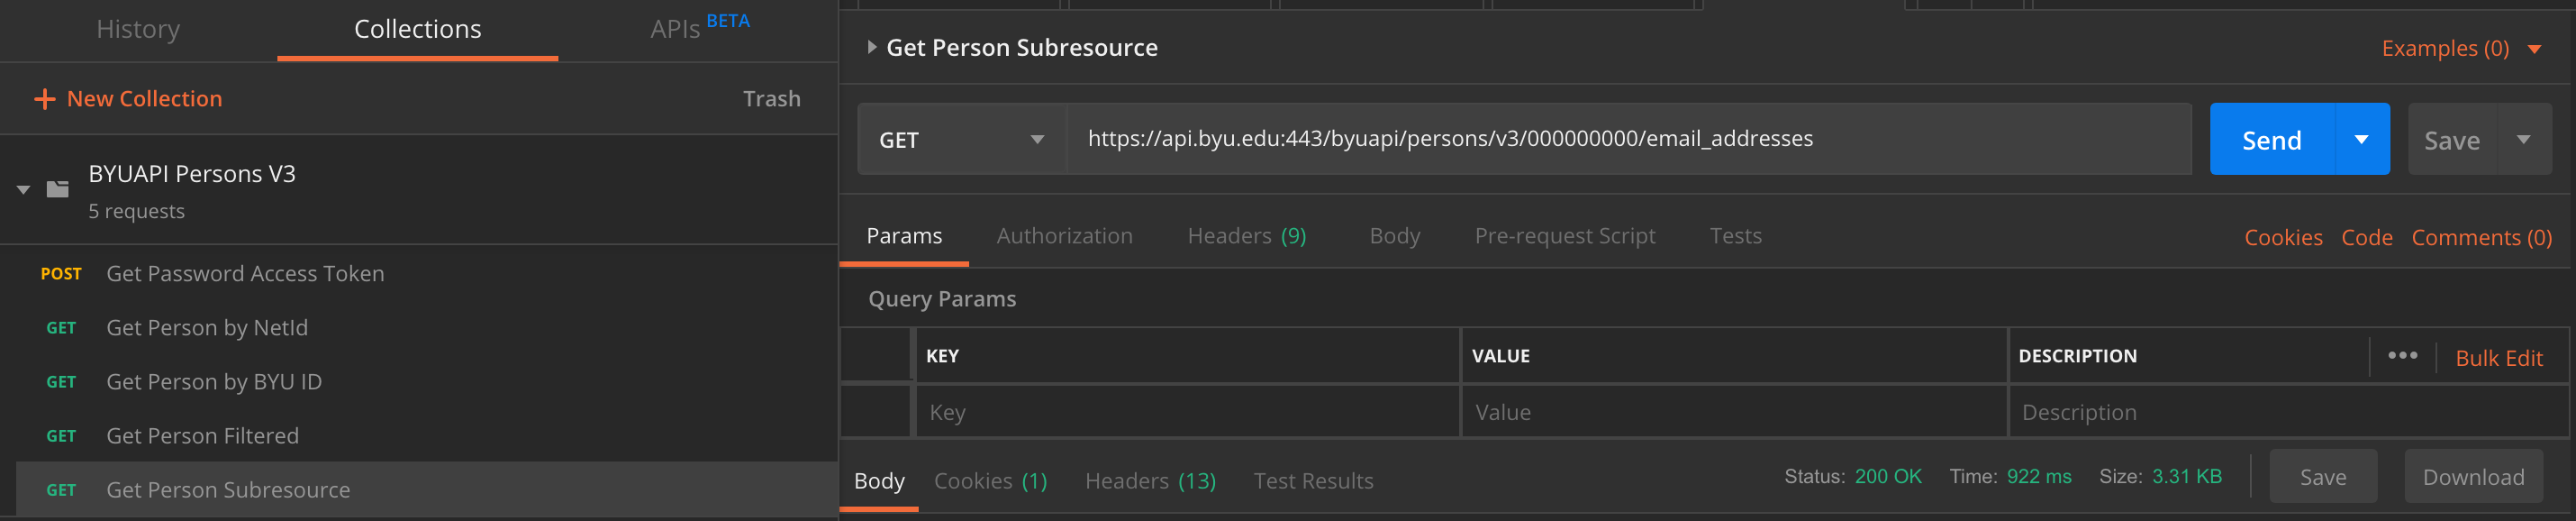 History Collections APIs BETA
+ New Collection Trash
BYUAPI Persons V3
5 requests
POST Get Password Access Token
GET Get Person by NetId
GET Get Person by BYU ID
GET Get Person Filtered
GET Get Person Subresource
Get Person Subresource Examples (0)
GET https://api.byu.edu:443/byuapi/persons/v3/000000000/email_addresses Send Save
Params Authorization Headers (9) Body Pre-request Script Tests Cookies Code Comments (0)
Query Params
KEY VALUE DESCRIPTION ••• Bulk Edit
Key Value Description
Body Cookies (1) Headers (13) Test Results Status: 200 OK Time: 922 ms Size: 3.31 KB Save Download